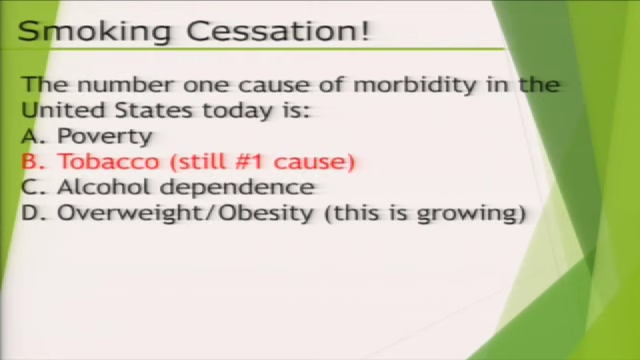 Smoking Cessation!
The number one cause of morbidity in the
United States today is:
A. Poverty
B. Tobacco (still #1 cause)
C. Alcohol dependence
D. Overweight/Obesity (this is growing)